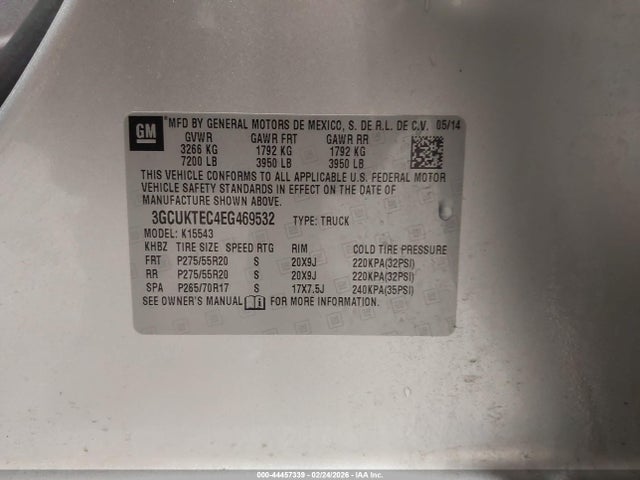 GM
MFD BY GENERAL MOTORS DE MEXICO, S. DE R.L. DE C.V. 05/14
GVWR GAWR FRT GAWR RR
3266 KG 1792 KG 1792 KG
7200 LB 3950 LB 3950 LB
THIS VEHICLE CONFORMS TO ALL APPLICABLE U.S. FEDERAL MOTOR
VEHICLE SAFETY STANDARDS IN EFFECT ON THE DATE OF
MANUFACTURE SHOWN ABOVE.
3GCUKTEC4EG469532 TYPE: TRUCK
MODEL: K15543
KHBZ TIRE SIZE SPEED RTG RIM COLD TIRE PRESSURE
FRT P275/55R20 S 20X9J 220KPA(32PSI)
RR P275/55R20 S 20X9J 220KPA(32PSI)
SPA P265/70R17 S 17X7.5J 240KPA(35PSI)
SEE OWNER'S MANUAL FOR MORE INFORMATION.
000-44457339 - 02/24/2026 - IAA Inc.